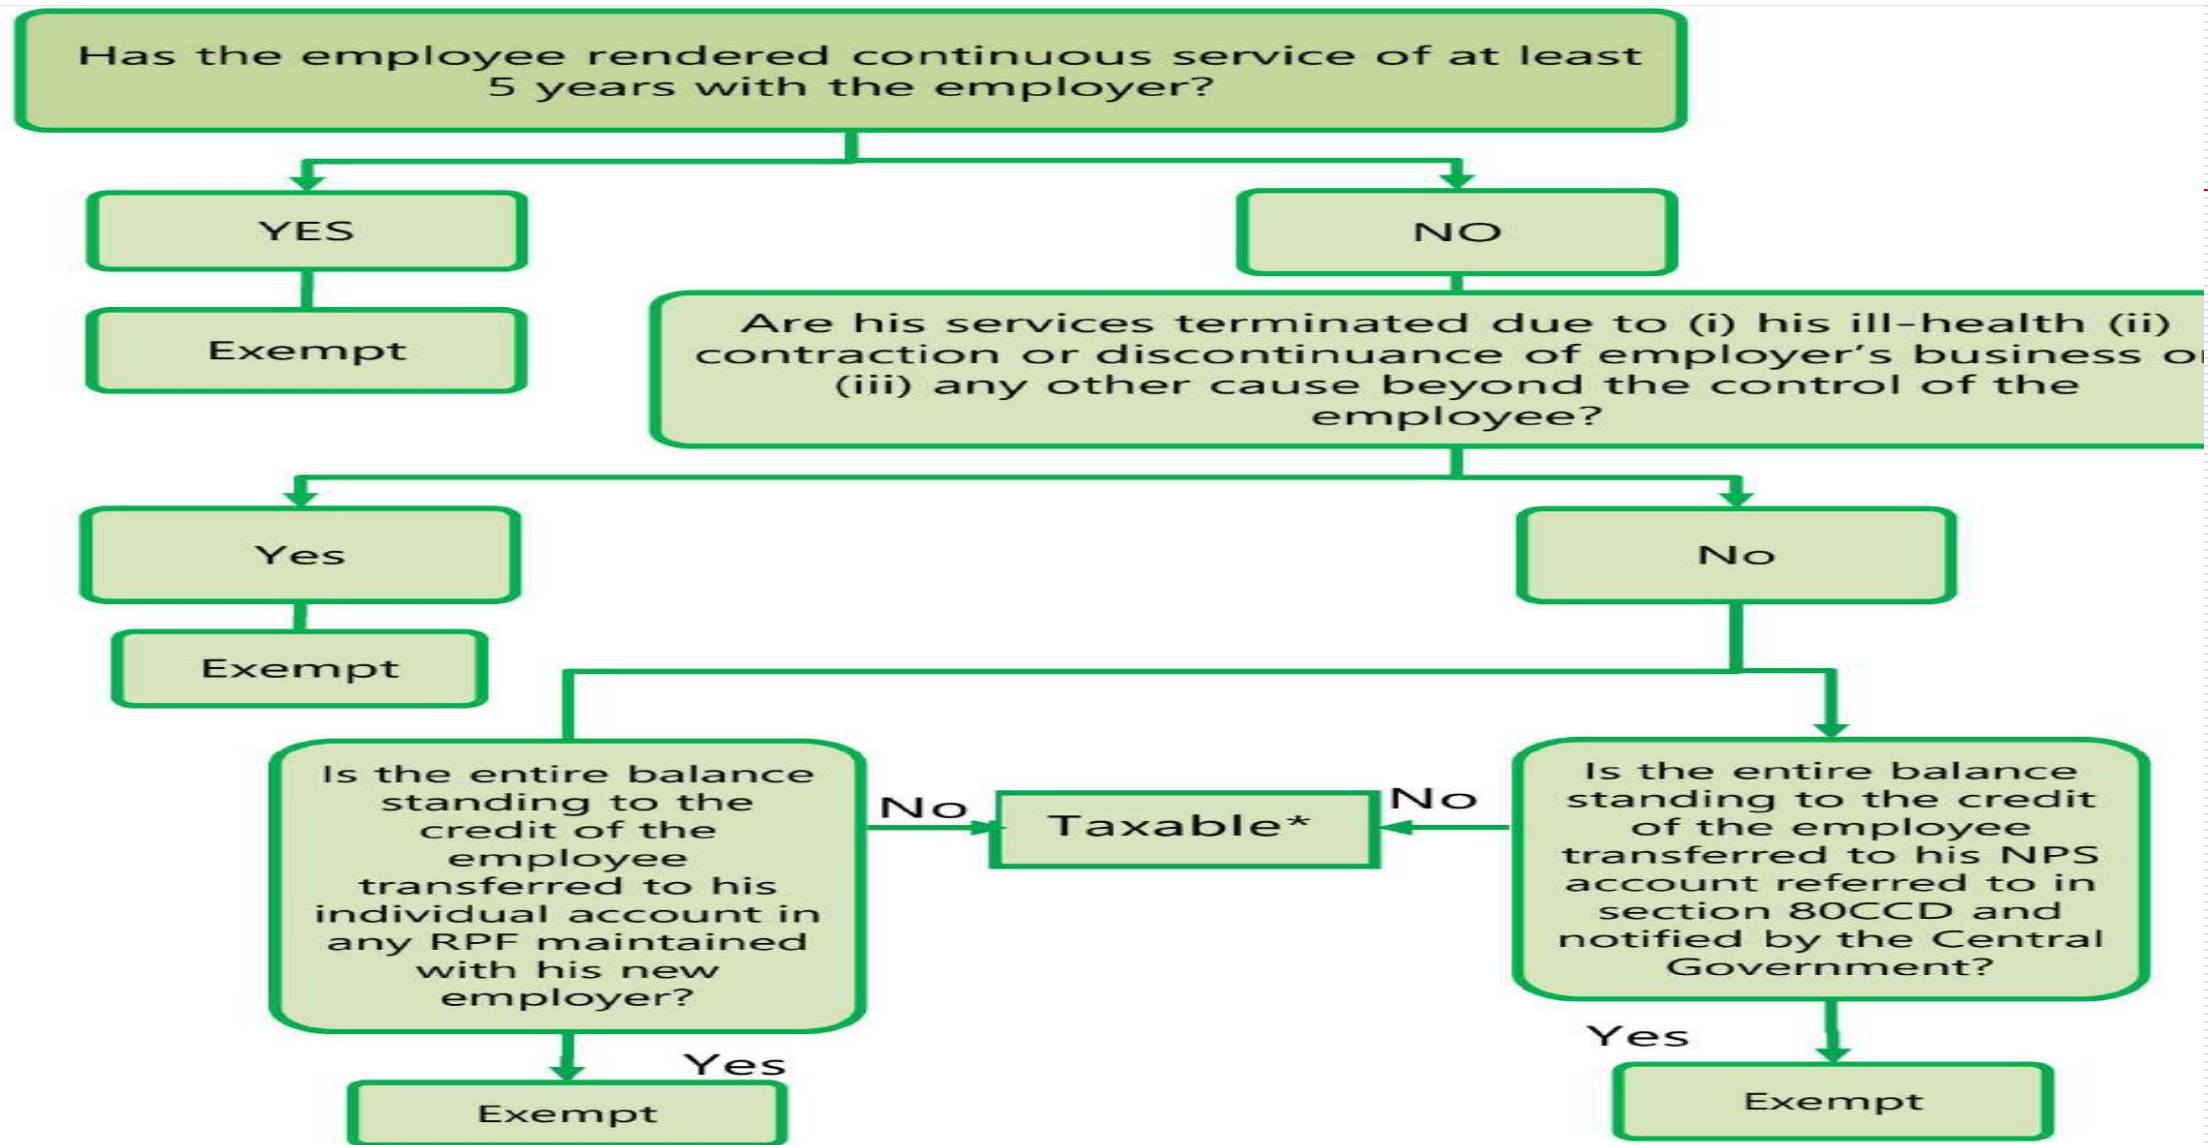 Has the employee rendered continuous service of at least
5 years with the employer?
YES
NO
Exempt
Are his services terminated due to (i) his ill-health (ii)
contraction or discontinuance of employer's business
(iii) any other cause beyond the control of the
employee?
Yes
No
Exempt
Is the entire balance
standing to the
credit of the
employee
transferred to his
individual account in
any RPF maintained
with his new
employer?
No
Taxable*
No
Is the entire balance
standing to the credit
of the employee
transferred to his NPS
account referred to in
section 80CCD and
notified by the Central
Government?
Yes
Exempt
Yes
Exempt